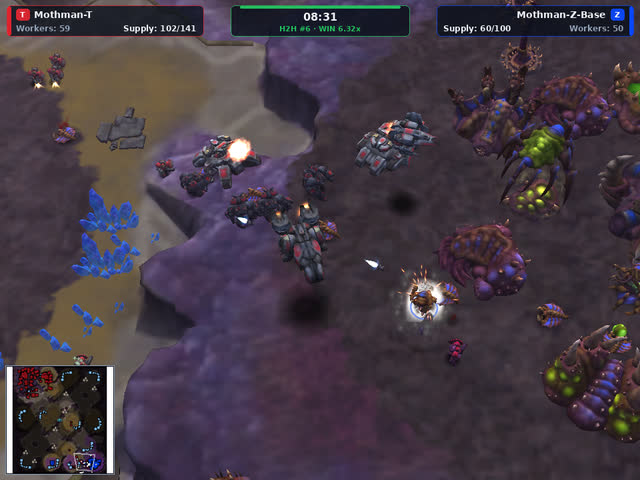 T Mothman-T
Workers: 59 Supply: 102/141
08:31
H2H #6 · WIN 6.32x
Mothman-Z-Base Z
Supply: 60/100 Workers: 50